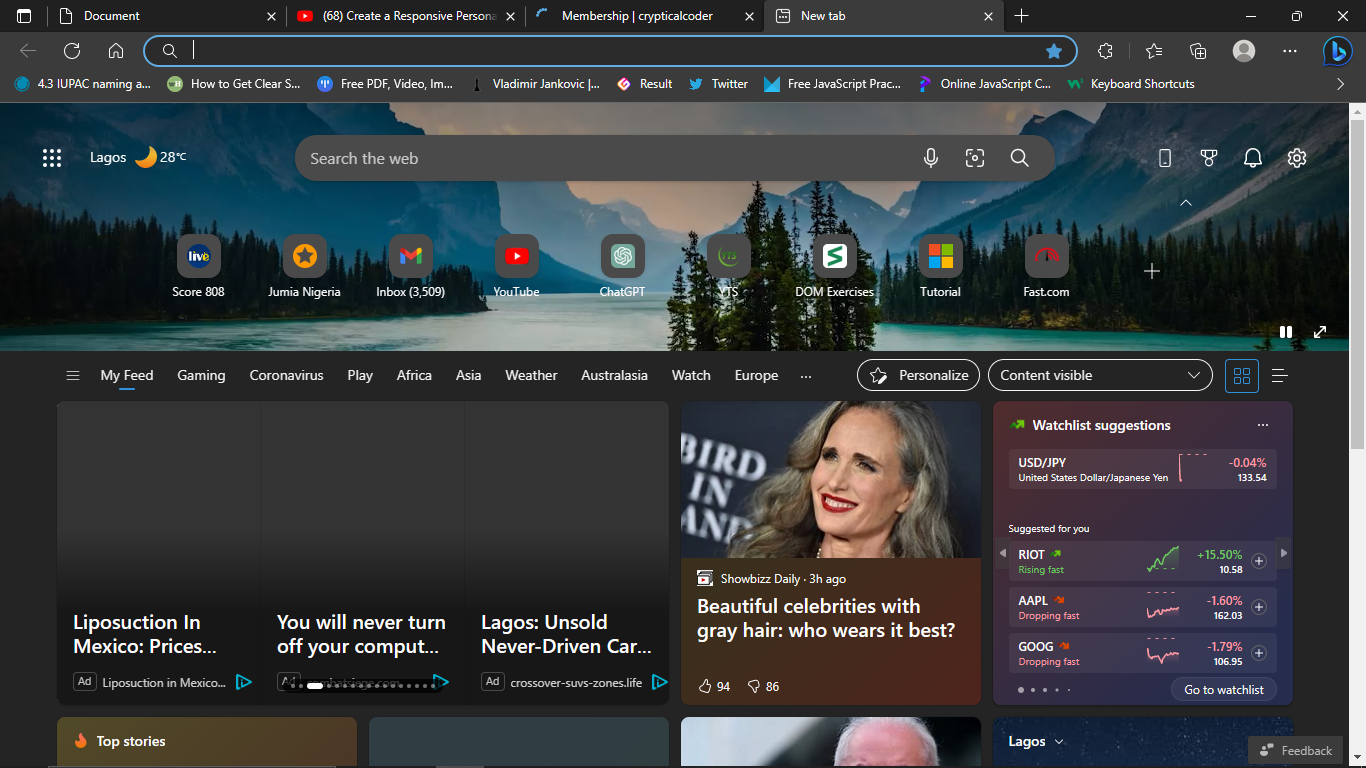 Document
(68) Create a Responsive Persona
Membership | crypticalcoder
New tab
4.3 IUPAC naming a...
How to Get Clear S...
Free PDF, Video, Im...
Vladimir Jankovic |...
Result
Twitter
Free JavaScript Prac...
Online JavaScript C...
Keyboard Shortcuts
Lagos 28°C
Search the web
live
YTS
Score 808
Jumia Nigeria
Inbox (3,509)
YouTube
ChatGPT
YTS
DOM Exercises
Tutorial
Fast.com
My Feed
Gaming
Coronavirus
Play
Africa
Asia
Weather
Australasia
Watch
Europe
...
Personalize
Content visible
Liposuction In
Mexico: Prices...
Ad Liposuction in Mexico...
You will never turn
off your comput...
Ad
Lagos: Unsold
Never-Driven Car...
Ad crossover-suvs-zones.life
BIRD
IN
AND
Showbizz Daily · 3h ago
Beautiful celebrities with
gray hair: who wears it best?
94
86
Watchlist suggestions
USD/JPY -0.04%
United States Dollar/Japanese Yen 133.54
Suggested for you
RIOT +15.50%
Rising fast 10.58
AAPL -1.60%
Dropping fast 162.03
GOOG -1.79%
Dropping fast 106.95
Go to watchlist
Top stories
Lagos
Feedback